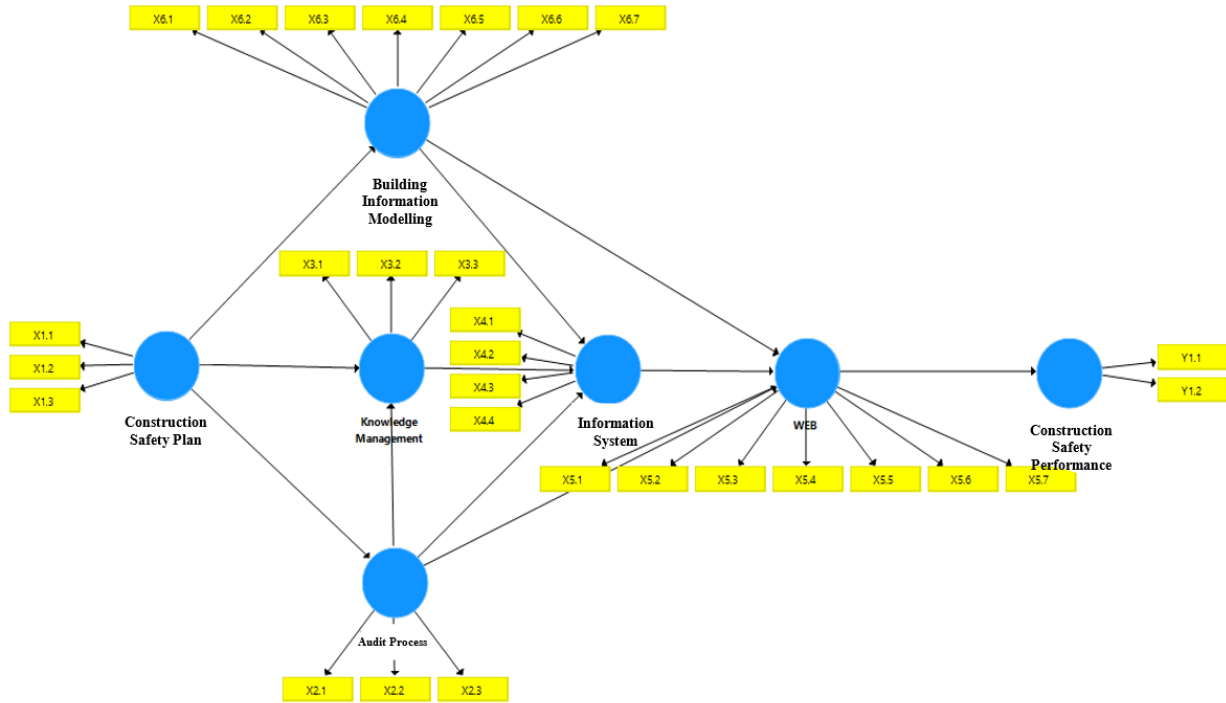 X6.1
X6.2
X6.3
X6.4
X6.5
X6.6
X6.7
Building
Information
Modelling
X3.1
X3.2
X3.3
X1.1
X1.2
X1.3
Construction
Safety Plan
Knowledge
Management
X4.1
X4.2
X4.3
X4.4
Information
System
WEB
Y1.1
Y1.2
Construction
Safety
Performance
X5.1
X5.2
X5.3
X5.4
X5.5
X5.6
X5.7
Audit Process
X2.1
X2.2
X2.3